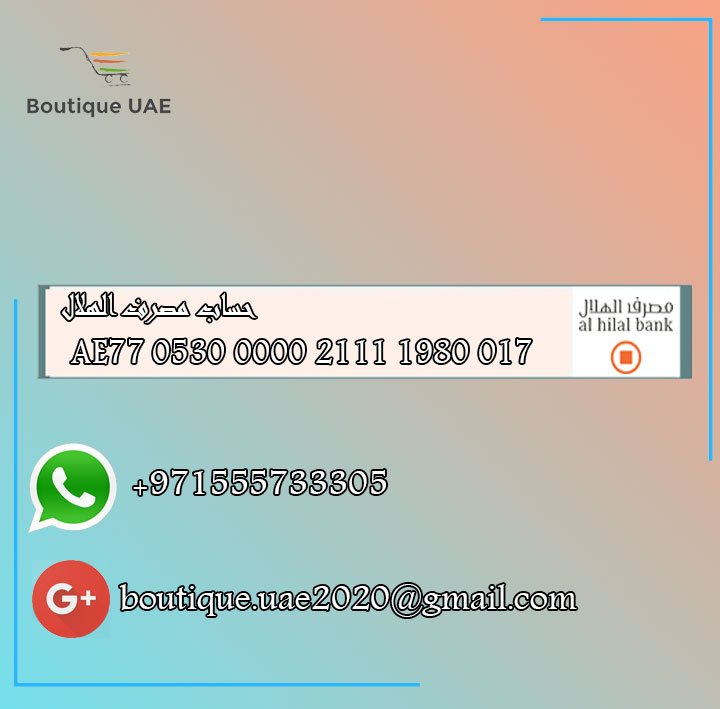 Boutique UAE
حساب مصرف الهلال
AE77 0530 0000 2111 1980 017
مصرف الهلال
al hilal bank
+971555733305
G+
boutique.uae2020@gmail.com